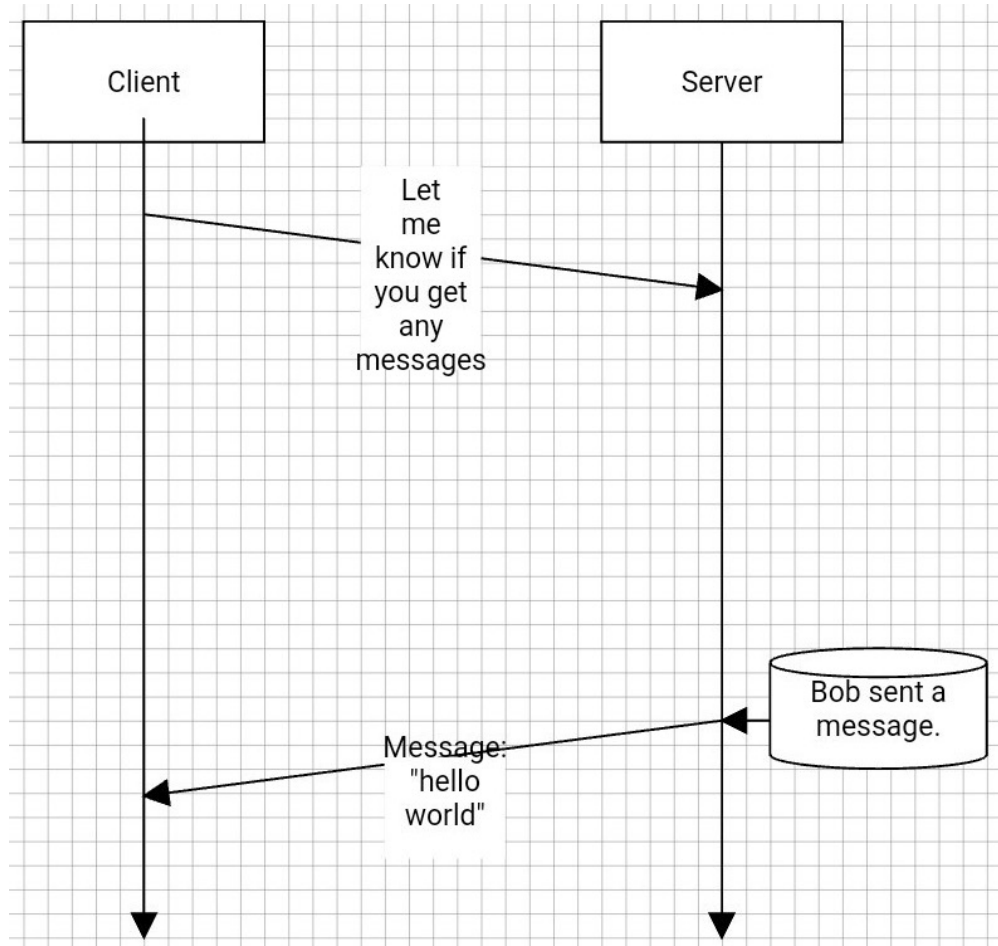 Client
Server
Let
me
know if
you get
any
messages
Bob sent a
message.
Message:
"hello
world"